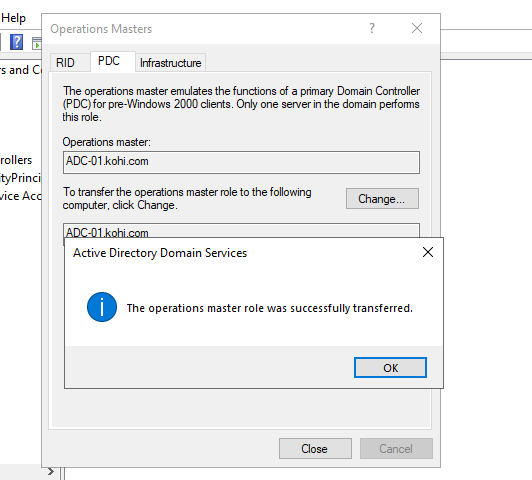 Help
Operations Masters
?
rs and Co
RID
PDC
Infrastructure
The operations master emulates the functions of a primary Domain Controller
(PDC) for pre-Windows 2000 clients. Only one server in the domain performs
this role.
Operations master:
ADC-01.kohi.com
To transfer the operations master role to the following
computer, click Change.
Change...
ADC-01.kohi.com
rollers
ityPrinci
vice Acc
Active Directory Domain Services
The operations master role was successfully transferred.
OK
Close
Cancel